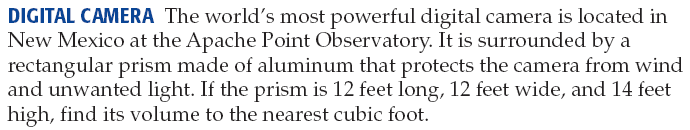 DIGITAL CAMERA The world's most powerful digital camera is located in
New Mexico at the Apache Point Observatory. It is surrounded by a
rectangular prism made of aluminum that protects the camera from wind
and unwanted light. If the prism is 12 feet long, 12 feet wide, and 14 feet
high, find its volume to the nearest cubic foot.